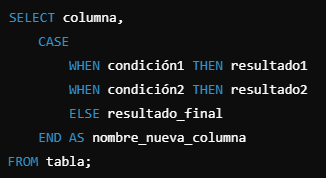 SELECT columna,
CASE
WHEN condición1 THEN resultado1
WHEN condición2 THEN resultado2
ELSE resultado_final
END AS nombre_nueva_columna
FROM tabla;